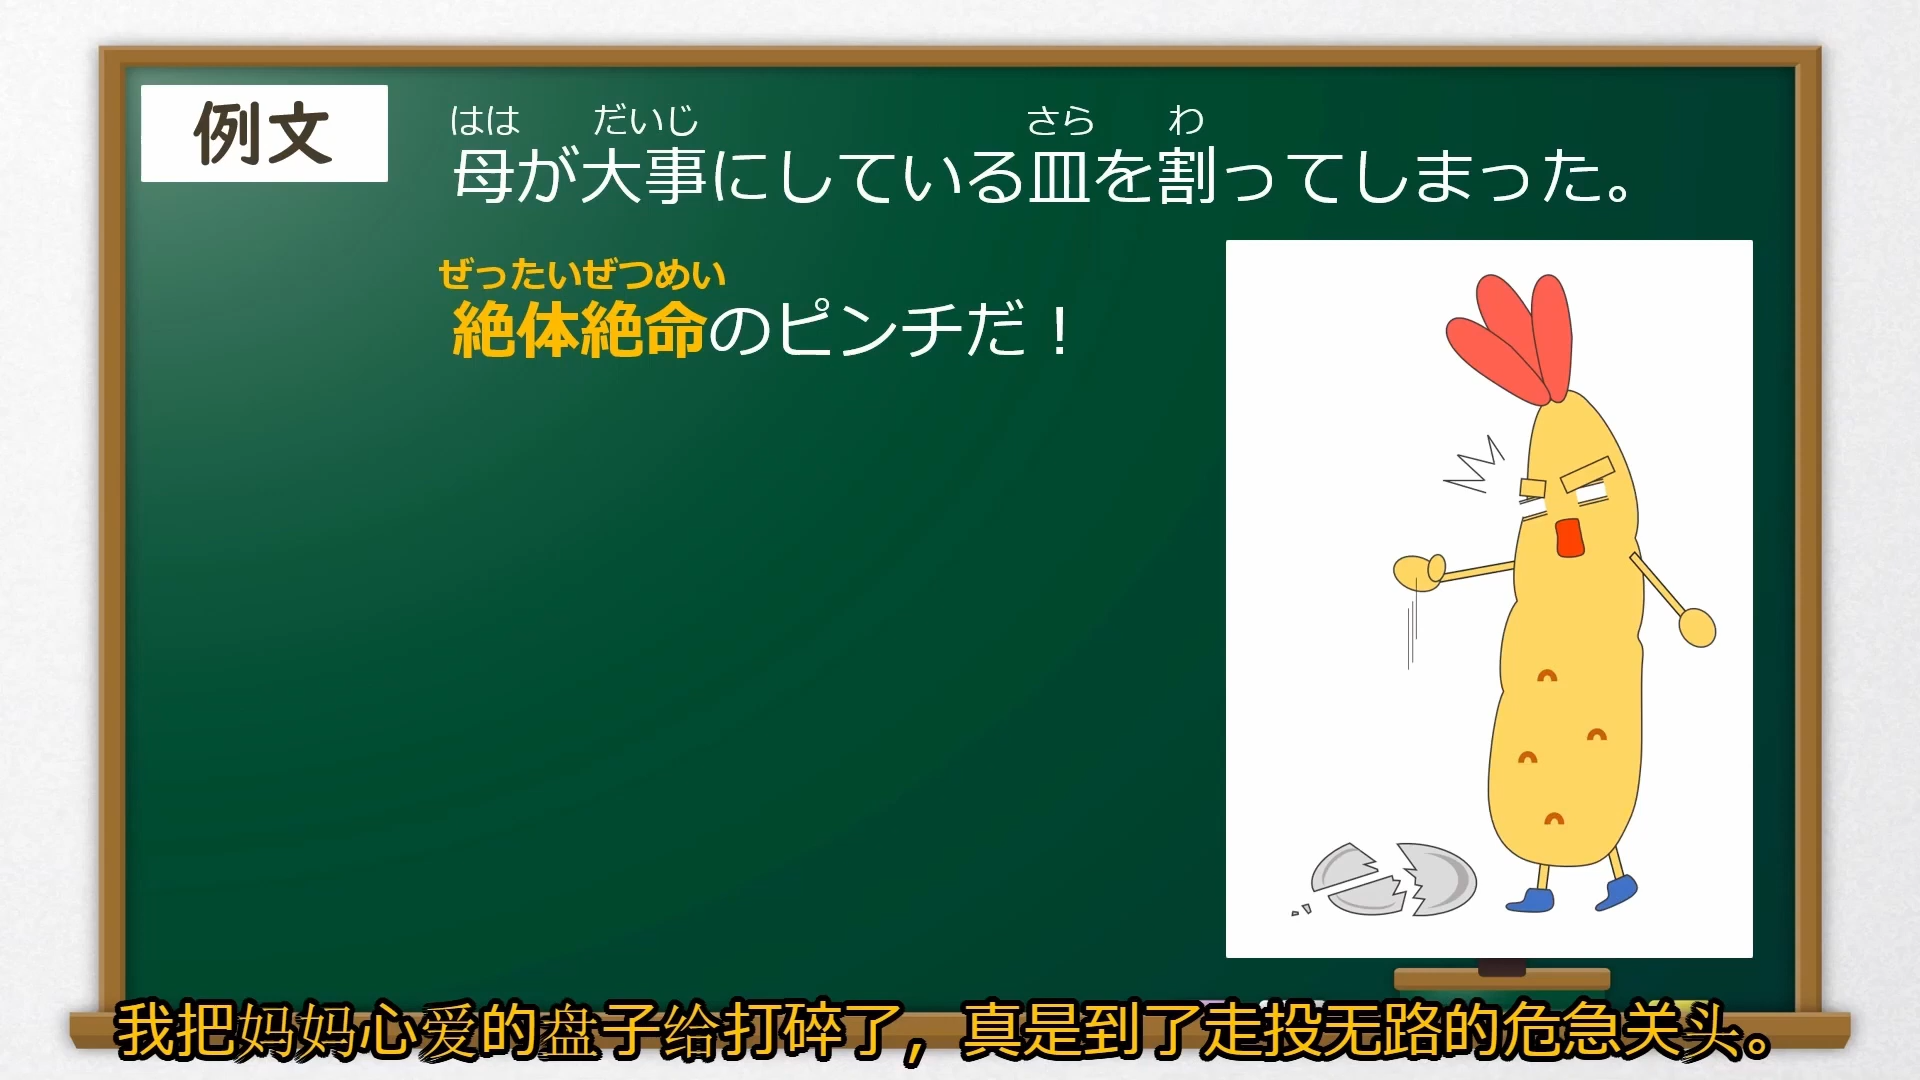 例文
はは だいじ さら わ
母が大事にしている皿を割ってしまった。
ぜったいぜつめい
絶体絶命のピンチだ！
我把妈妈心爱的盘子给打碎了，真是到了走投无路的危急关头。